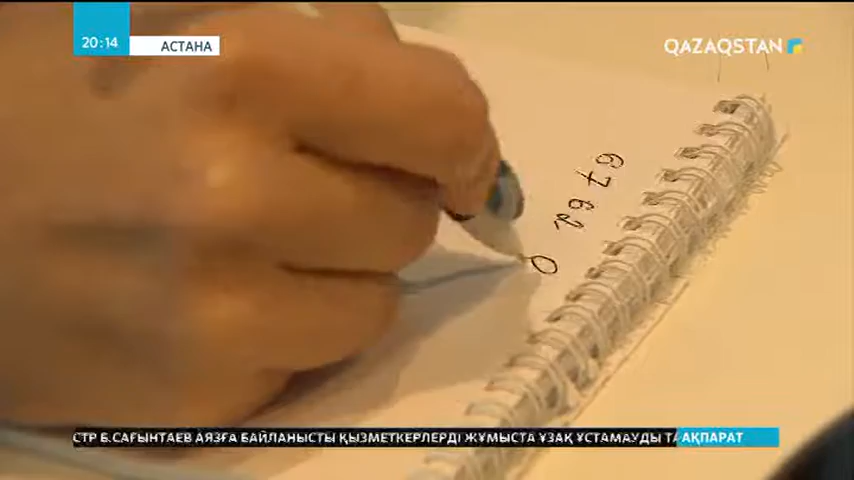 20:14
АСТАНА
QAZAQSTAN
СТР Б.САҒЫНТАЕВ АЯЗҒА БАЙЛАНЫСТЫ ҚЫЗМЕТКЕРЛЕРДІ ЖҰМЫСТА ҰЗАҚ ҰСТАМАУДЫ ТА
АҚПАРАТ